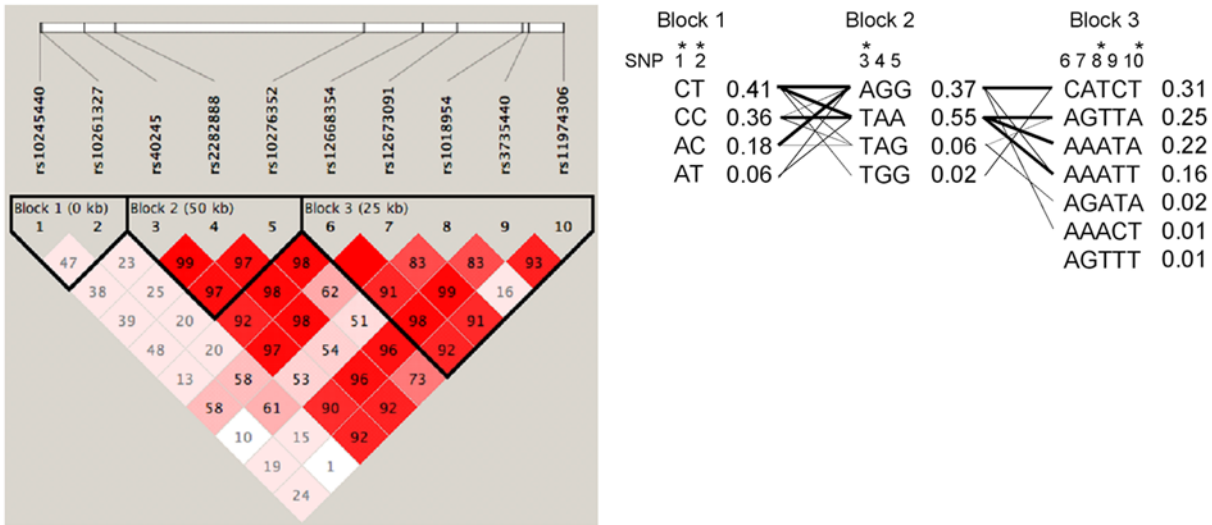 rs10245440
rs10261327
rs40245
rs2282888
rs10276352
rs12668354
rs12673091
rs1018954
rs3735440
rs11974306
Block 1 (0 kb) Block 2 (50 kb) Block 3 (25 kb)
1 2 3 4 5 6 7 8 9 10
47 23 99 97 98 83 83 93
38 25 97 98 62 91 99 16
39 20 92 98 51 98 91
48 20 97 54 96 92
13 58 53 96 73
58 61 90 92
10 15 92
19 1
24
Block 1 Block 2 Block 3
* * * * *
SNP 1 2 3 4 5 6 7 8 9 10
CT 0.41 AGG 0.37 CATCT 0.31
CC 0.36 TAA 0.55 AGTTA 0.25
AC 0.18 TAG 0.06 AAATA 0.22
AT 0.06 TGG 0.02 AAATT 0.16
AGATA 0.02
AAACT 0.01
AGTTT 0.01